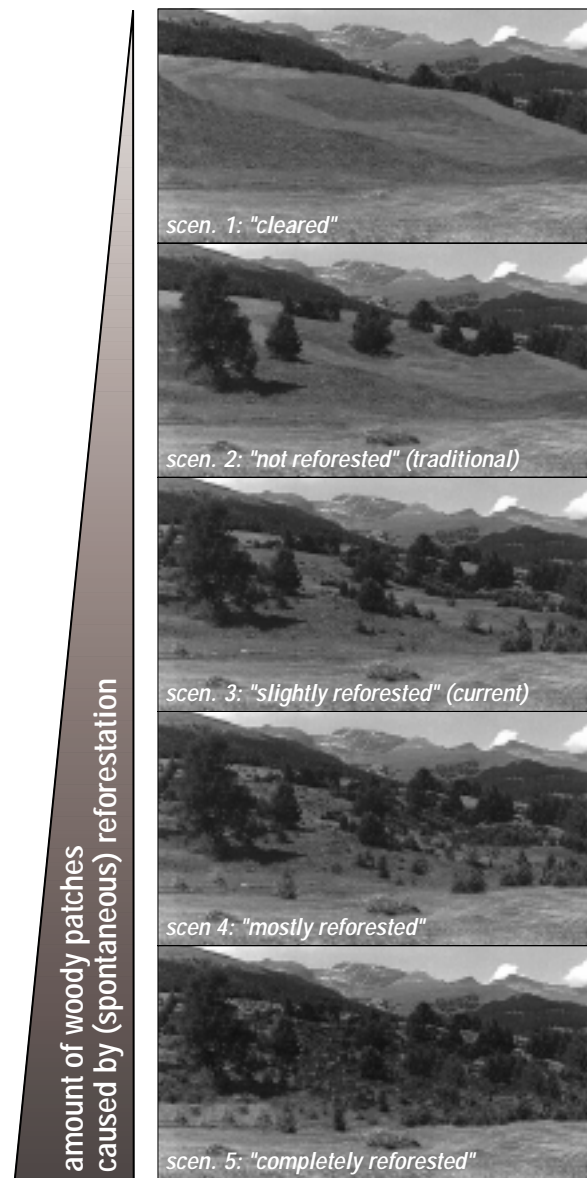 amount of woody patches
caused by (spontaneous) reforestation
scen. 1: "cleared"
scen. 2: "not reforested" (traditional)
scen. 3: "slightly reforested" (current)
scen 4: "mostly reforested"
scen. 5: "completely reforested"